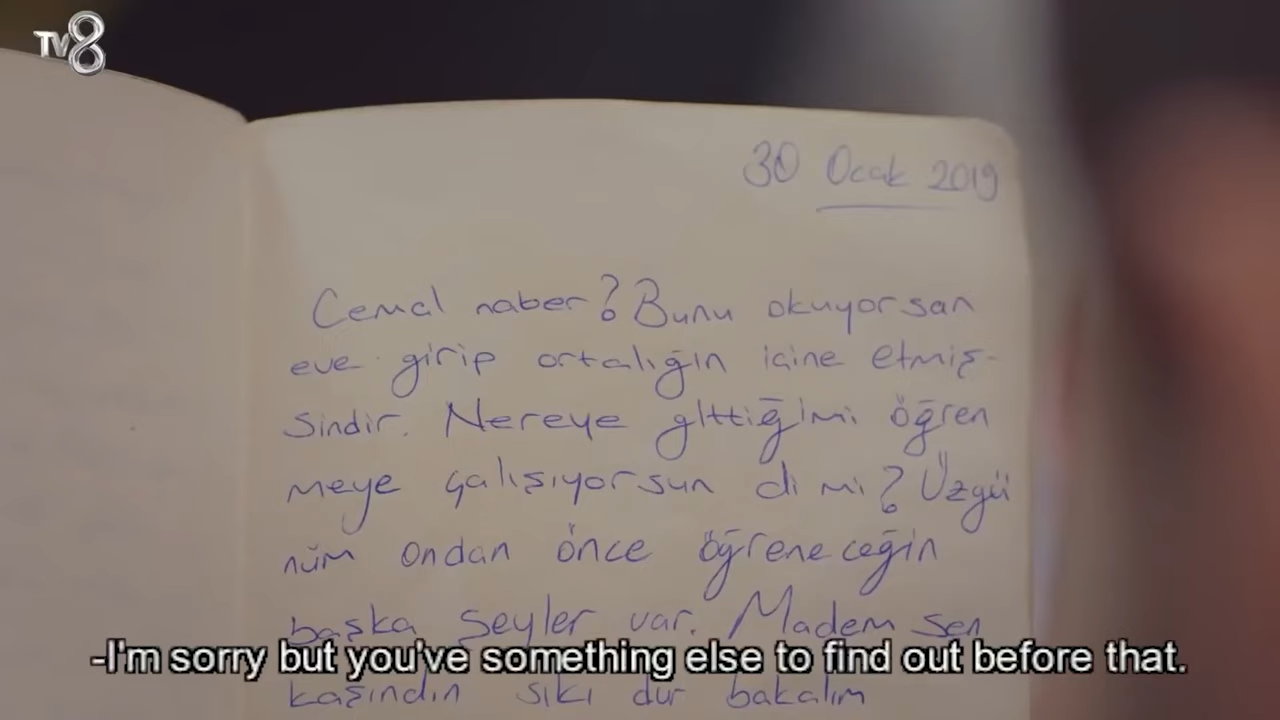 TV8
30 Ocak 2019
Cemal naber? Bunu okuyorsan
eve girip ortalığın içine etmiş-
sindir. Nereye gittiğimi öğren
meye çalışıyorsun di mi? Üzgü
nüm ondan önce öğreneceğin
başka şeyler var. Madem sen
-I'm sorry but you've something else to find out before that.
kaşındın sıkı dur bakalım